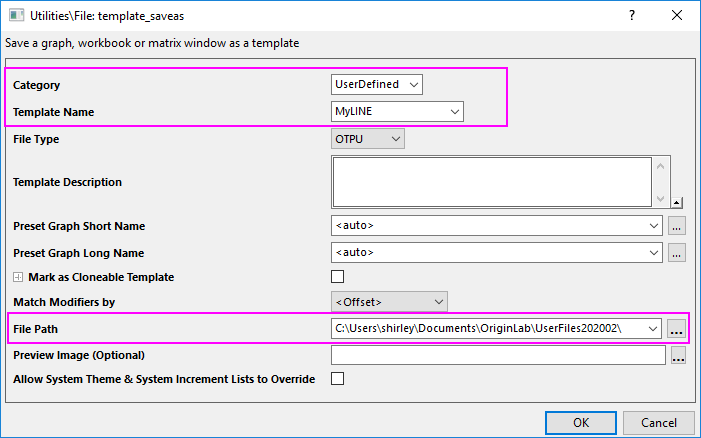 Utilities\File: template_saveas
Save a graph, workbook or matrix window as a template
Category UserDefined
Template Name MyLINE
File Type OTPU
Template Description
Preset Graph Short Name <auto> ...
Preset Graph Long Name <auto> ...
Mark as Cloneable Template
Match Modifiers by <Offset>
File Path C:\Users\shirley\Documents\OriginLab\UserFiles202002\ ...
Preview Image (Optional) ...
Allow System Theme & System Increment Lists to Override
OK Cancel